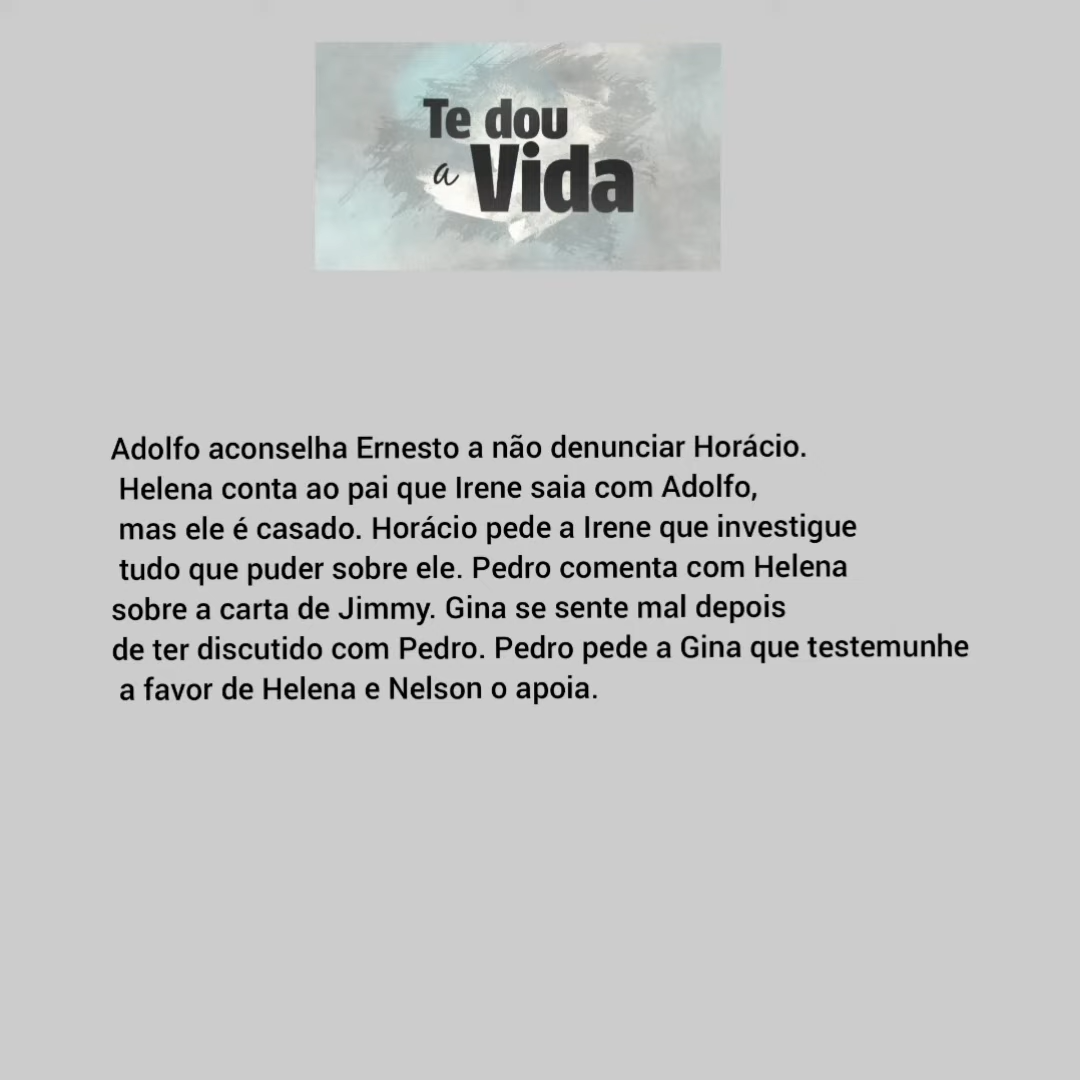 Te dou
a Vida
Adolfo aconselha Ernesto a não denunciar Horácio.
Helena conta ao pai que Irene saia com Adolfo,
mas ele é casado. Horácio pede a Irene que investigue
tudo que puder sobre ele. Pedro comenta com Helena
sobre a carta de Jimmy. Gina se sente mal depois
de ter discutido com Pedro. Pedro pede a Gina que testemunhe
a favor de Helena e Nelson o apoia.